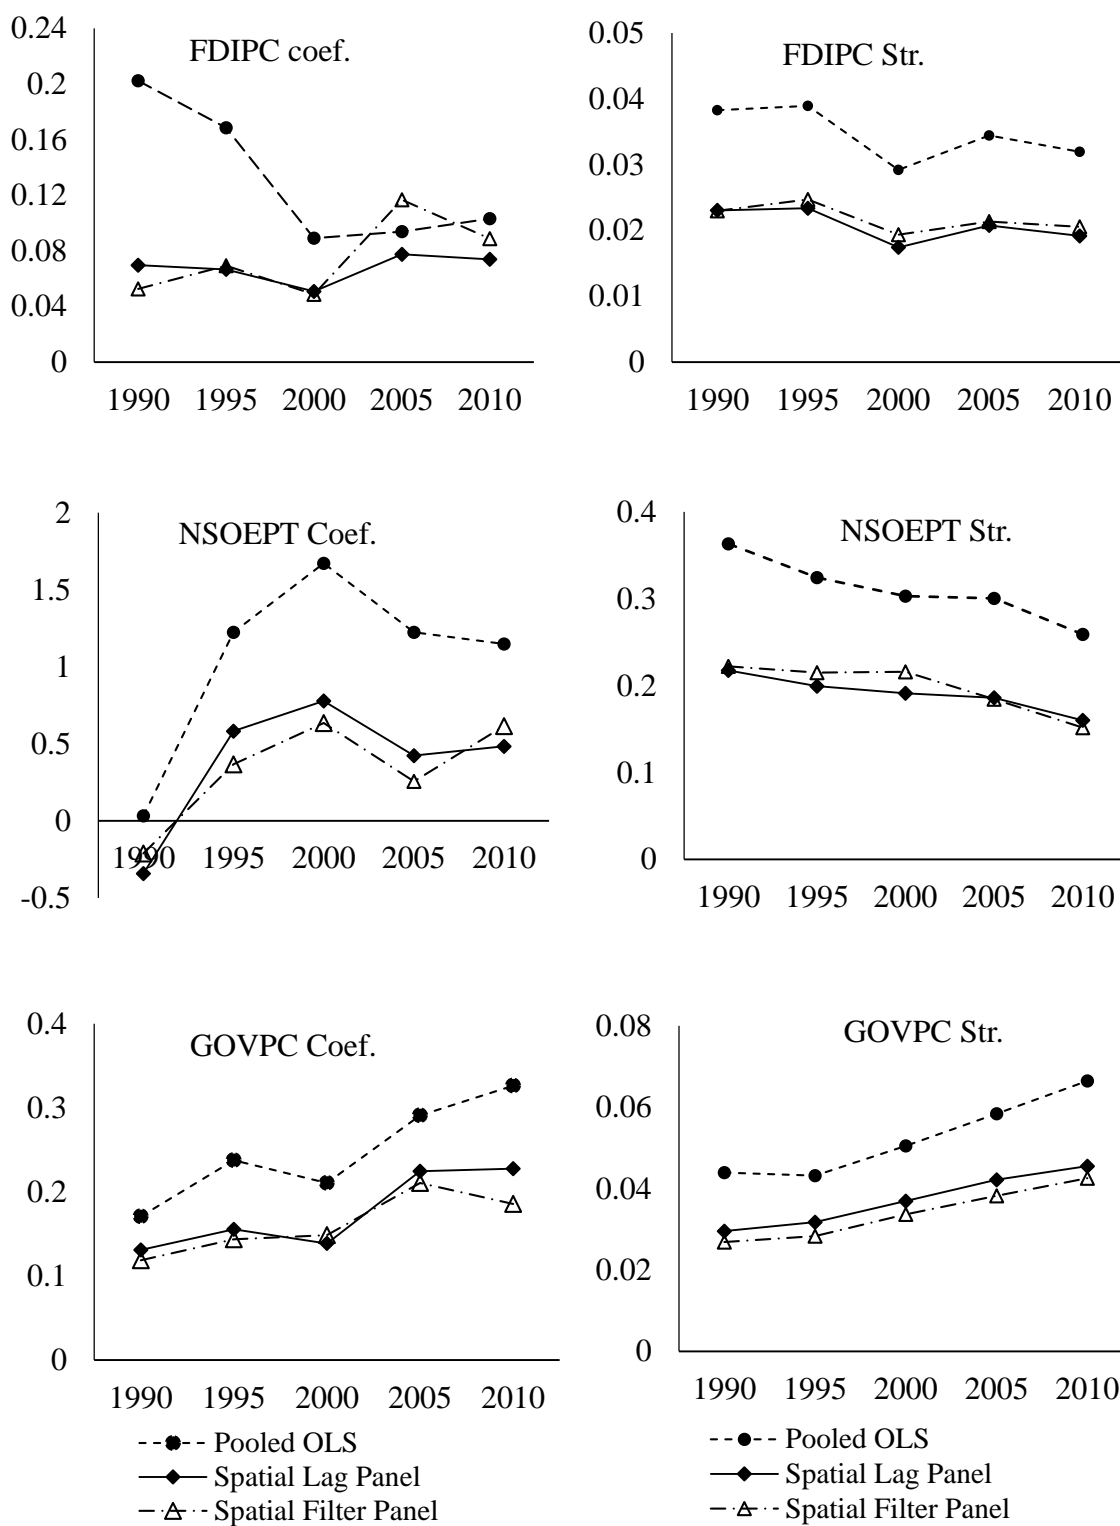 FDIPC coef.
0.24
0.2
0.16
0.12
0.08
0.04
0
1990 1995 2000 2005 2010
FDIPC Str.
0.05
0.04
0.03
0.02
0.01
0
1990 1995 2000 2005 2010
NSOEPT Coef.
2
1.5
1
0.5
0
-0.5
1990 1995 2000 2005 2010
NSOEPT Str.
0.4
0.3
0.2
0.1
0
1990 1995 2000 2005 2010
GOVPC Coef.
0.4
0.3
0.2
0.1
0
1990 1995 2000 2005 2010
Pooled OLS
Spatial Lag Panel
Spatial Filter Panel
GOVPC Str.
0.08
0.06
0.04
0.02
0
1990 1995 2000 2005 2010
Pooled OLS
Spatial Lag Panel
Spatial Filter Panel